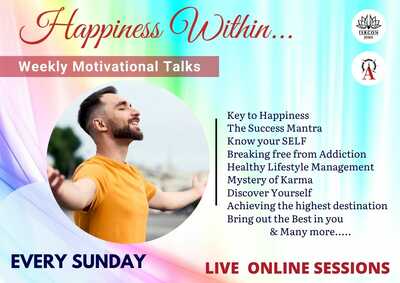 Happiness Within...
ISKCON
Weekly Motivational Talks
A
Key to Happiness
The Success Mantra
Know your SELF
Breaking free from Addiction
Healthy Lifestyle Management
Mystery of Karma
Discover Yourself
Achieving the highest destination
Bring out the Best in you
& Many more.....
EVERY SUNDAY
LIVE ONLINE SESSIONS